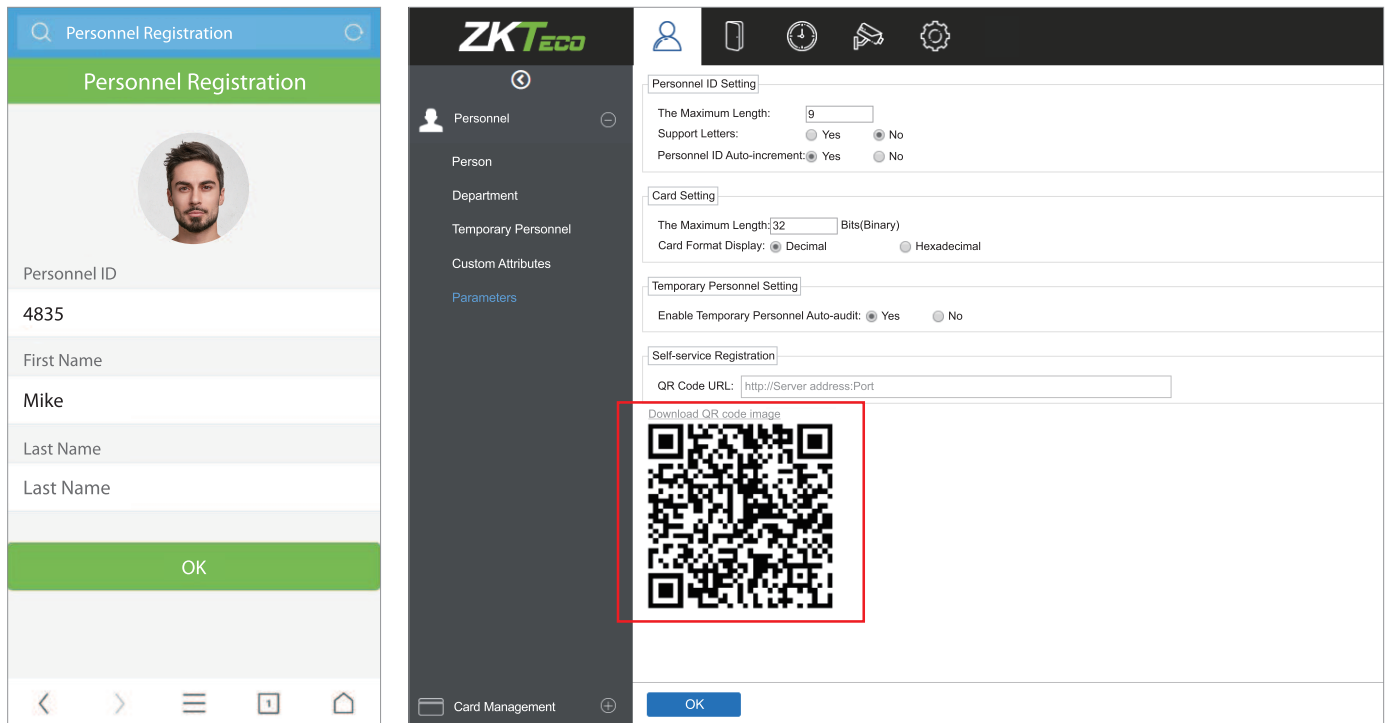 Personnel Registration
Personnel Registration
Personnel ID
4835
First Name
Mike
Last Name
Last Name
OK
1
ZKTECO
Personnel
Person
Department
Temporary Personnel
Custom Attributes
Parameters
Card Management
Personnel ID Setting
The Maximum Length: 9
Support Letters: Yes No
Personnel ID Auto-increment: Yes No
Card Setting
The Maximum Length: 32 Bits(Binary)
Card Format Display: Decimal Hexadecimal
Temporary Personnel Setting
Enable Temporary Personnel Auto-audit: Yes No
Self-service Registration
QR Code URL: http://Server address:Port
Download QR code image
OK